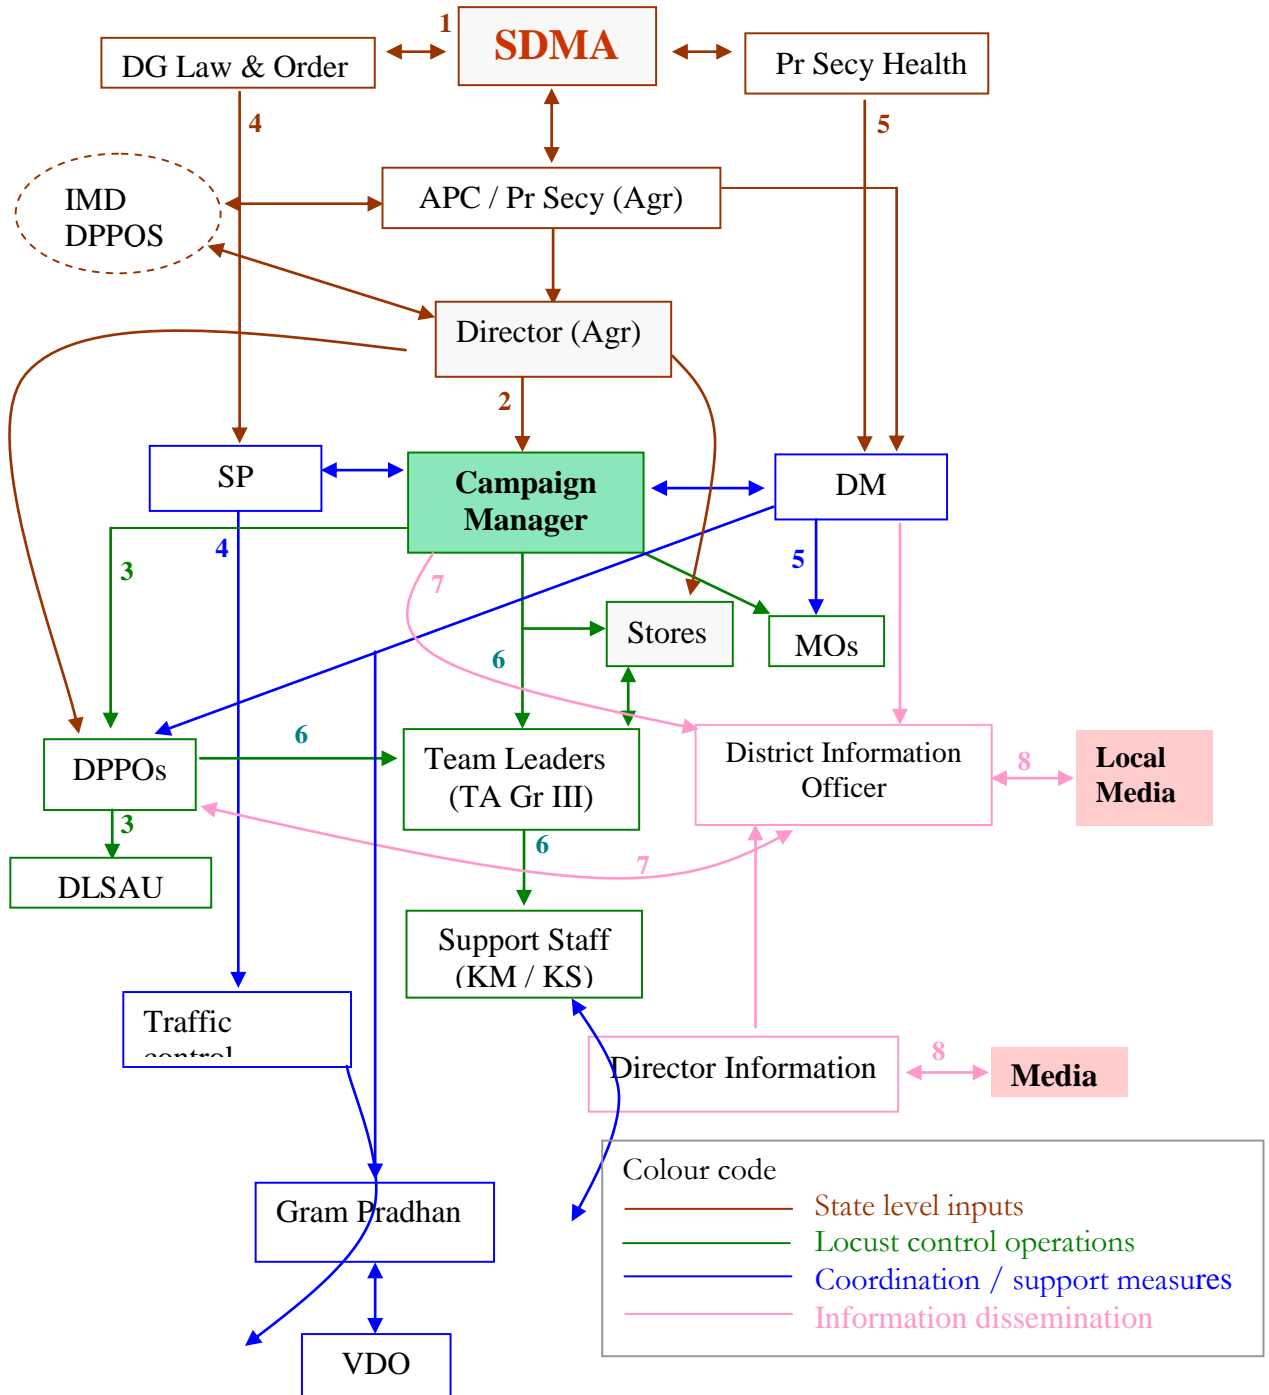 1
SDMA
DG Law & Order
Pr Secy Health
4
5
IMD
DPPOS
APC / Pr Secy (Agr)
Director (Agr)
2
SP
Campaign
Manager
DM
4
3
7
5
Stores
MOs
6
6
DPPOs
Team Leaders
(TA Gr III)
District Information
Officer
8
Local
Media
3
6
7
DLSAU
Support Staff
(KM / KS)
Traffic
control
Director Information
8
Media
Colour code
State level inputs
Locust control operations
Coordination / support measures
Information dissemination
Gram Pradhan
VDO